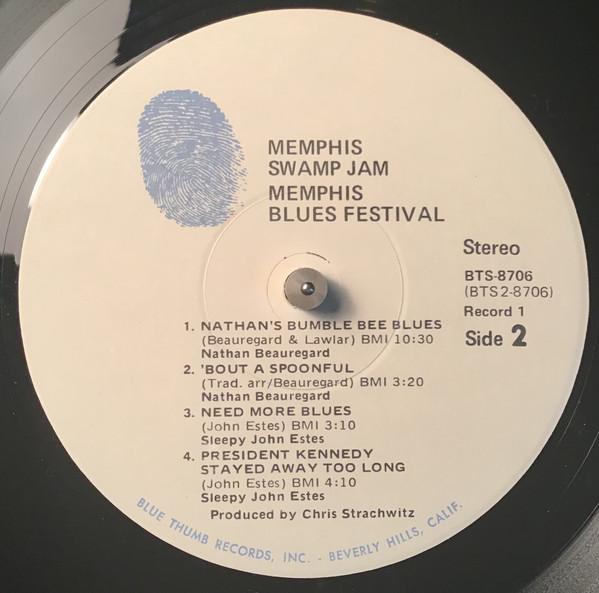 MEMPHIS
SWAMP JAM
MEMPHIS
BLUES FESTIVAL
Stereo
BTS-8706
(BTS 2-8706)
Record 1
Side 2
1. NATHAN'S BUMBLE BEE BLUES
(Beauregard & Lawlar) BMI 10:30
Nathan Beauregard
2. 'BOUT A SPOONFUL
(Trad. arr/Beauregard) BMI 3:20
Nathan Beauregard
3. NEED MORE BLUES
(John Estes) BMI 3:10
Sleepy John Estes
4. PRESIDENT KENNEDY
STAYED AWAY TOO LONG
(John Estes) BMI 4:10
Sleepy John Estes
Produced by Chris Strachwitz
BLUE THUMB RECORDS, INC. - BEVERLY HILLS, CALIF.